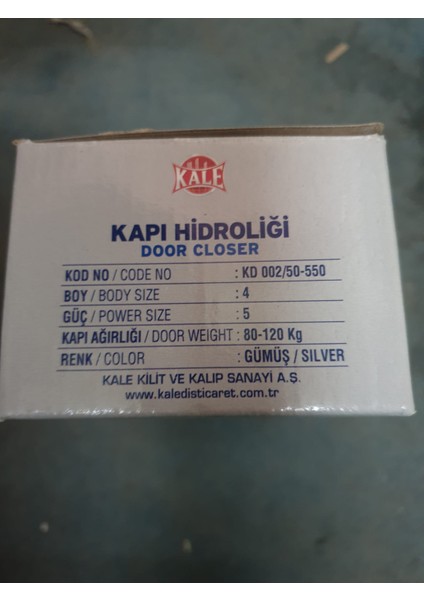 KALE
KAPI HİDROLİĞİ
DOOR CLOSER
KOD NO / CODE NO : KD 002/50-550
BOY / BODY SIZE : 4
GÜÇ / POWER SIZE : 5
KAPI AĞIRLIĞI / DOOR WEIGHT : 80-120 Kg
RENK / COLOR : GÜMÜŞ / SILVER
KALE KİLİT VE KALIP SANAYİ A.Ş.
www.kaledisticaret.com.tr